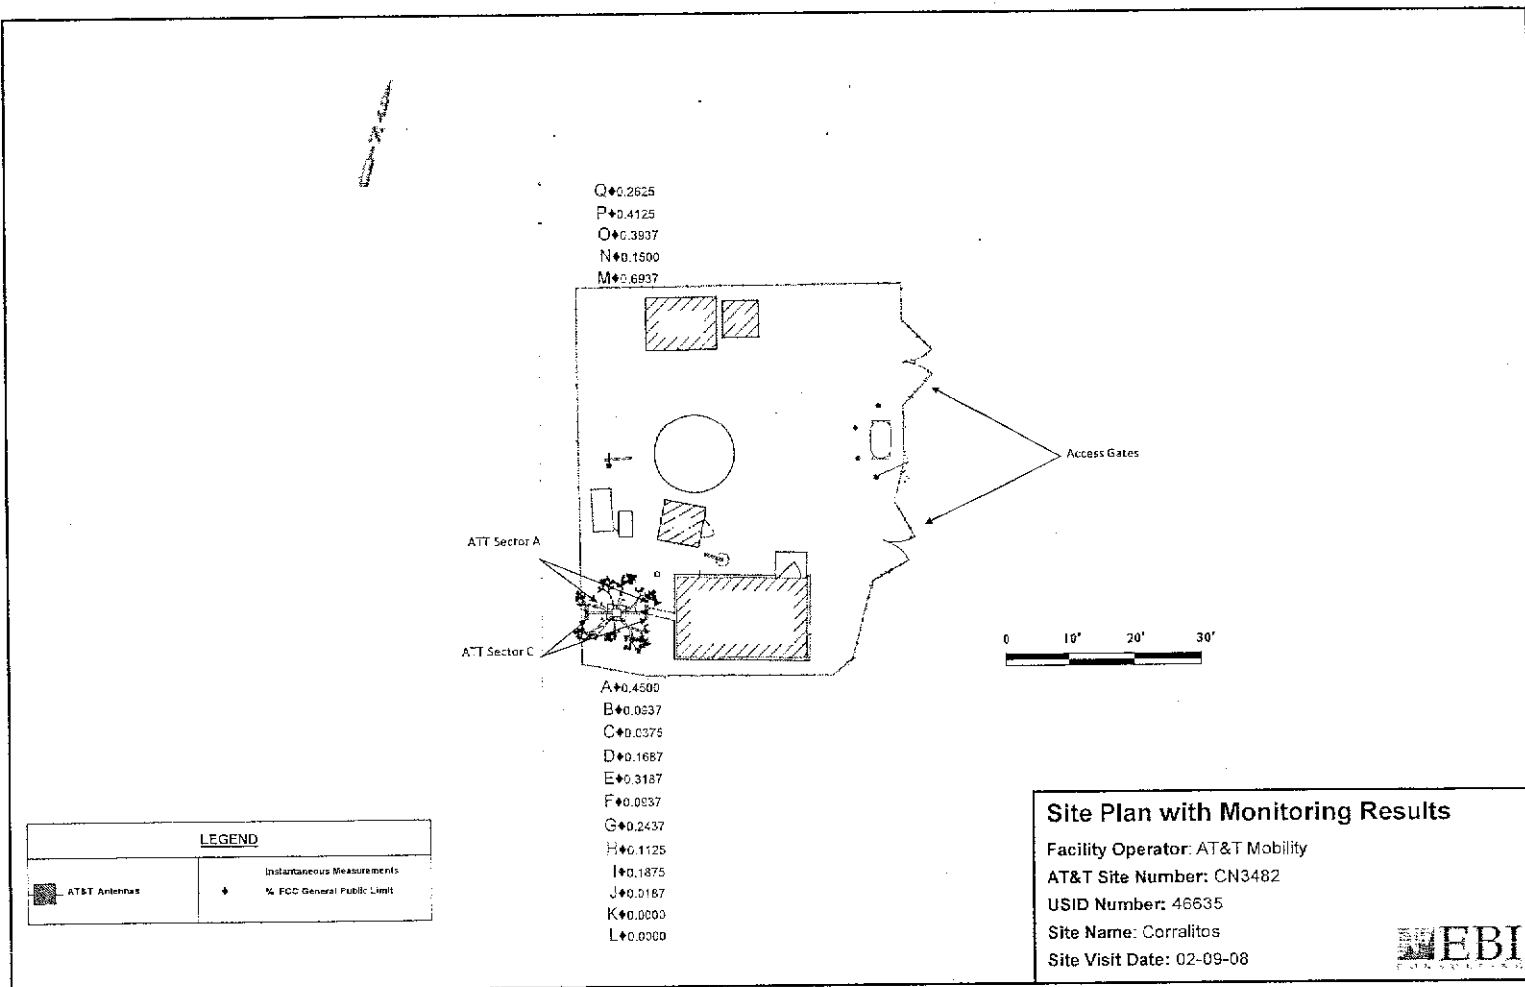 Q♦0.2625
P♦0.4125
O♦0.3937
N♦0.1500
M♦0.6937
Access Gates
ATT Sector A
ATT Sector C
0 10' 20' 30'
A♦0.4500
B♦0.0937
C♦0.0375
D♦0.1687
E♦0.3187
F♦0.0937
G♦0.2437
H♦0.1125
I♦0.1875
J♦0.0187
K♦0.0000
L♦0.0000
LEGEND
AT&T Antennas
Instantaneous Measurements
♦ % FCC General Public Limit
Site Plan with Monitoring Results
Facility Operator: AT&T Mobility
AT&T Site Number: CN3482
USID Number: 46635
Site Name: Corralitos
Site Visit Date: 02-09-08
EBI
CONSULTING